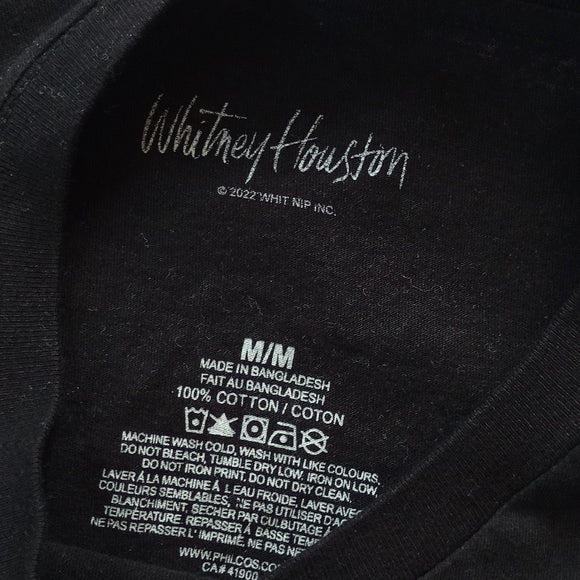 Whitney Houston
© 2022 WHIT NIP INC.
M/M
MADE IN BANGLADESH
FAIT AU BANGLADESH
100% COTTON / COTON
MACHINE WASH COLD, WASH WITH LIKE COLOURS,
DO NOT BLEACH, TUMBLE DRY LOW. IRON ON LOW,
DO NOT IRON PRINT, DO NOT DRY CLEAN.
LAVER À LA MACHINE À L EAU FROIDE, LAVER AVEC
COULEURS SEMBLABLES. NE PAS UTILISER D'A
BLANCHIMENT, SÉCHER PAR CULBUTAGE À
TEMPÉRATURE. REPASSER À BASSE TEM
NE PAS REPASSER L' IMPRIMÉ. NE PAS NET
WWW.PHILCOS.COM
CA# 41900